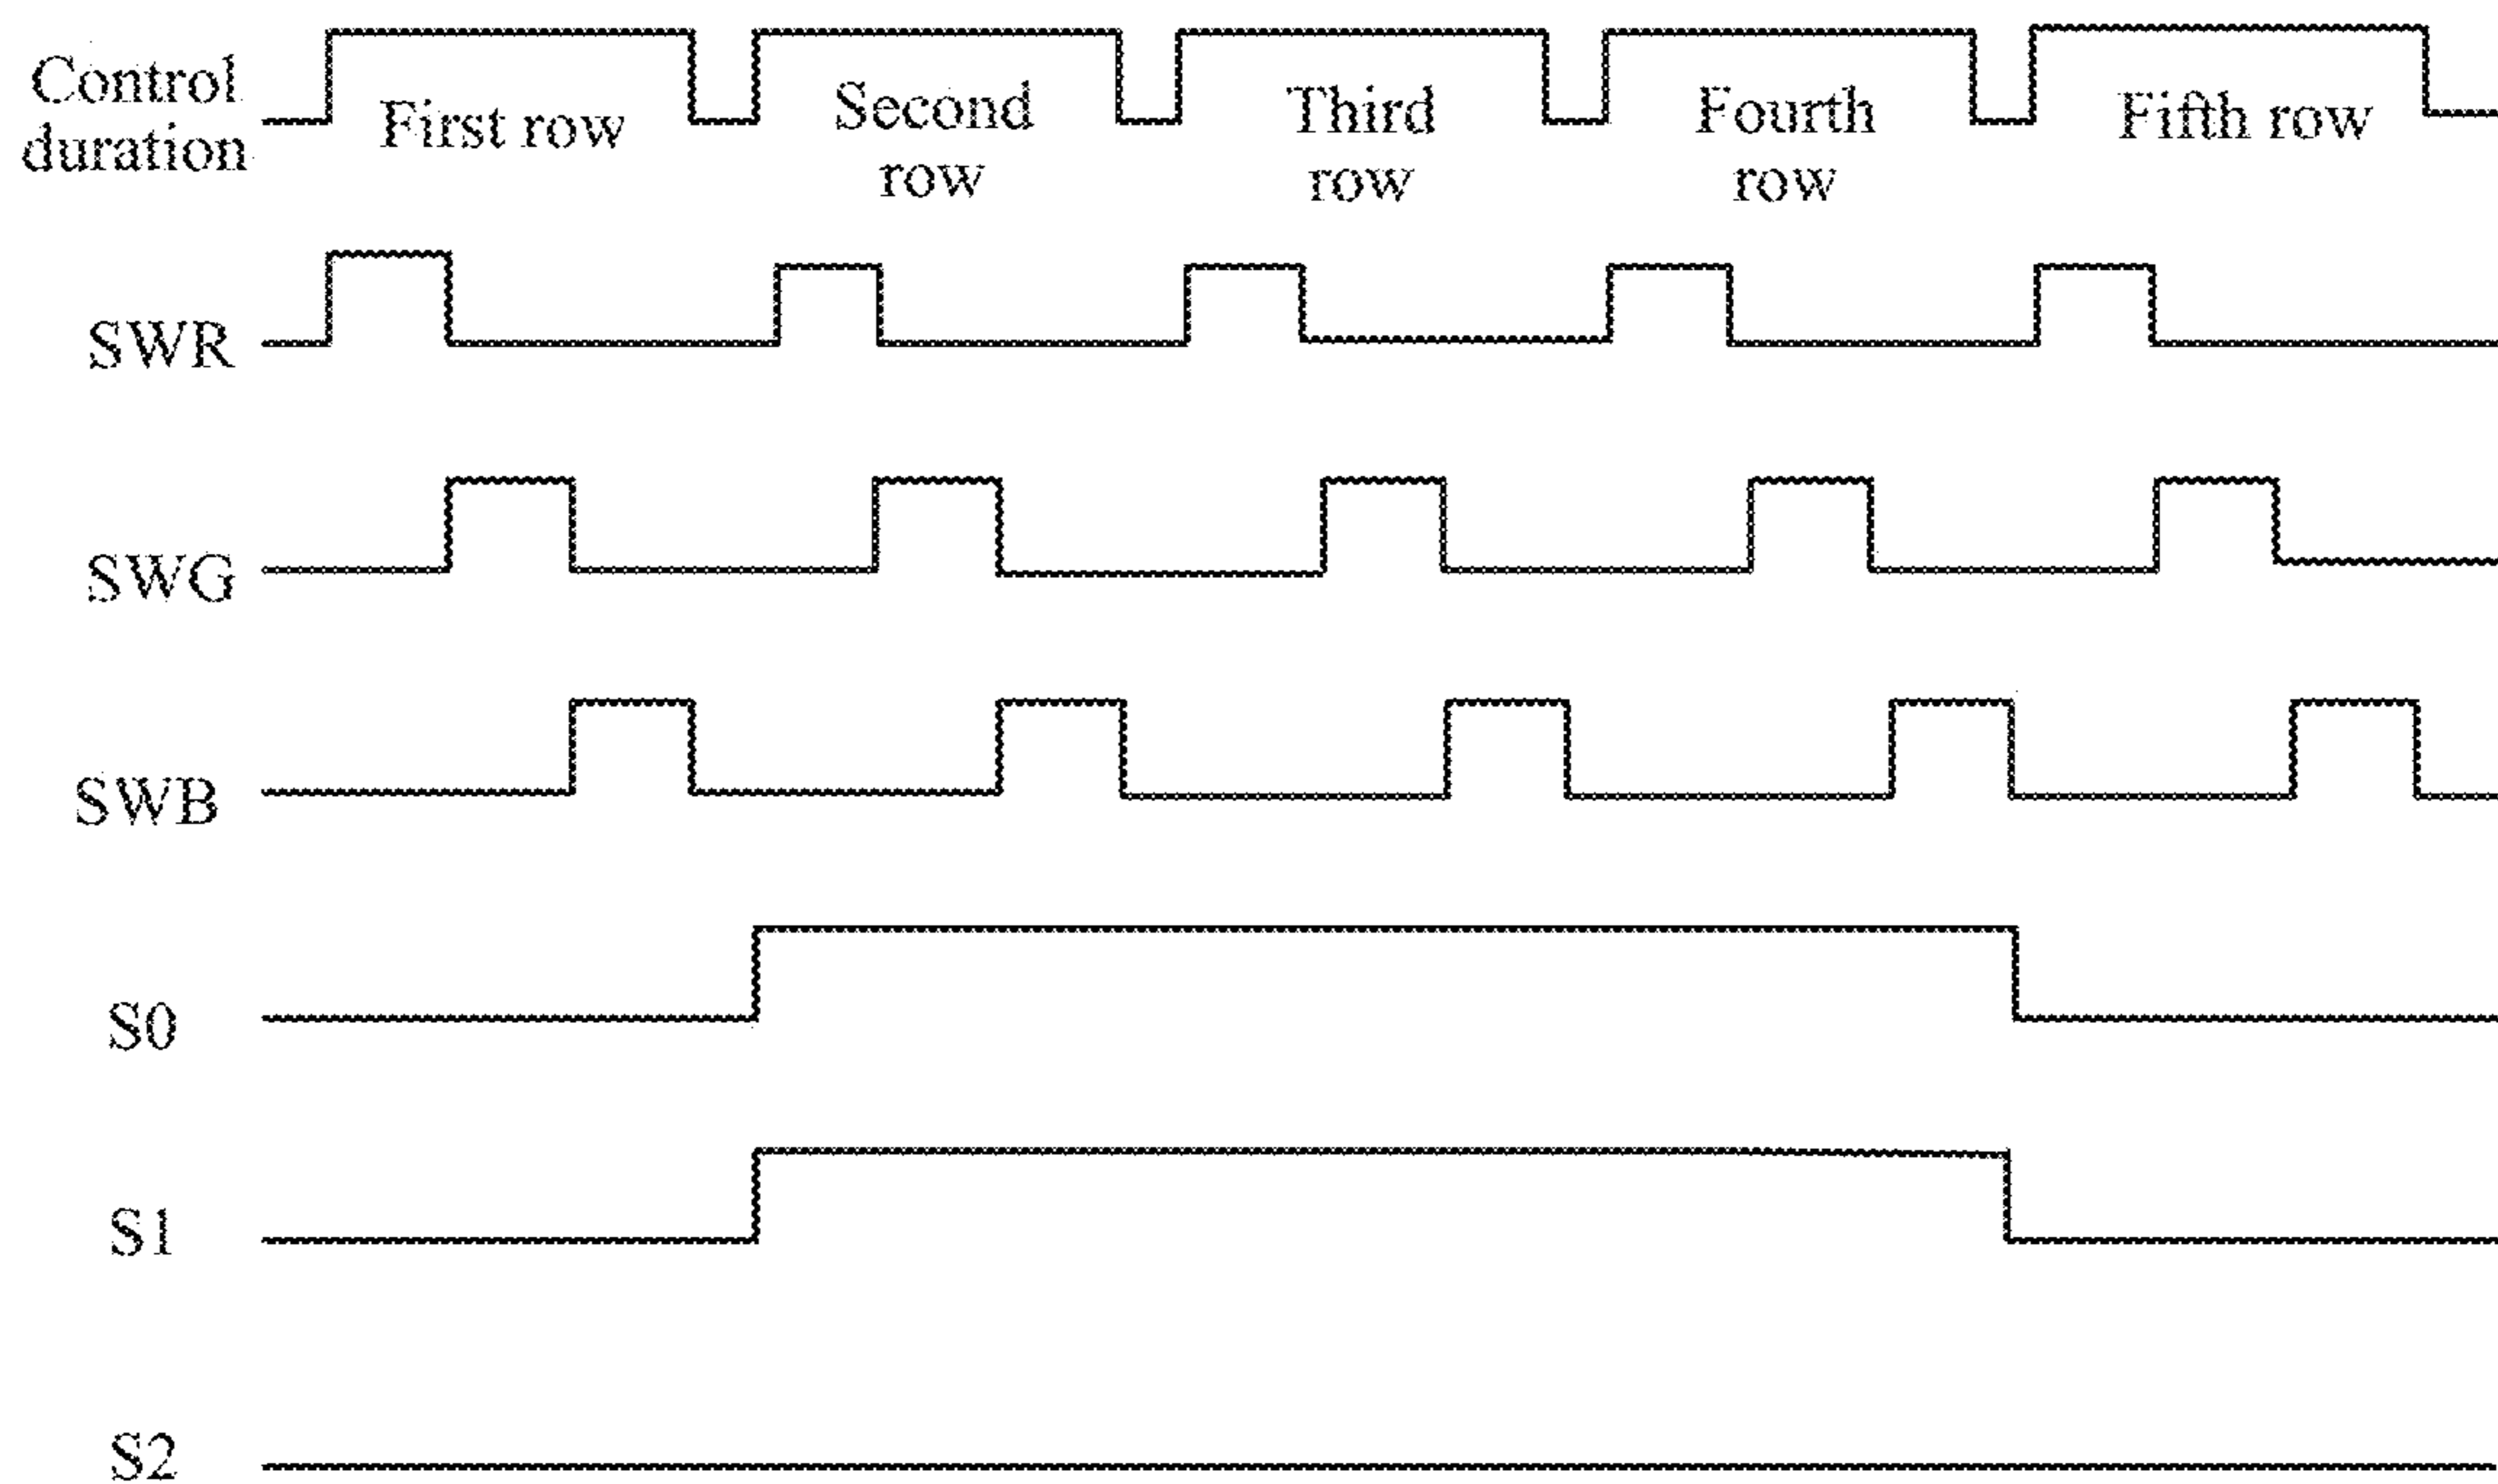 Control
duration
First row
Second
row
Third
row
Fourth
row
Fifth row
SWR
SWG
SWB
S0
S1
S2